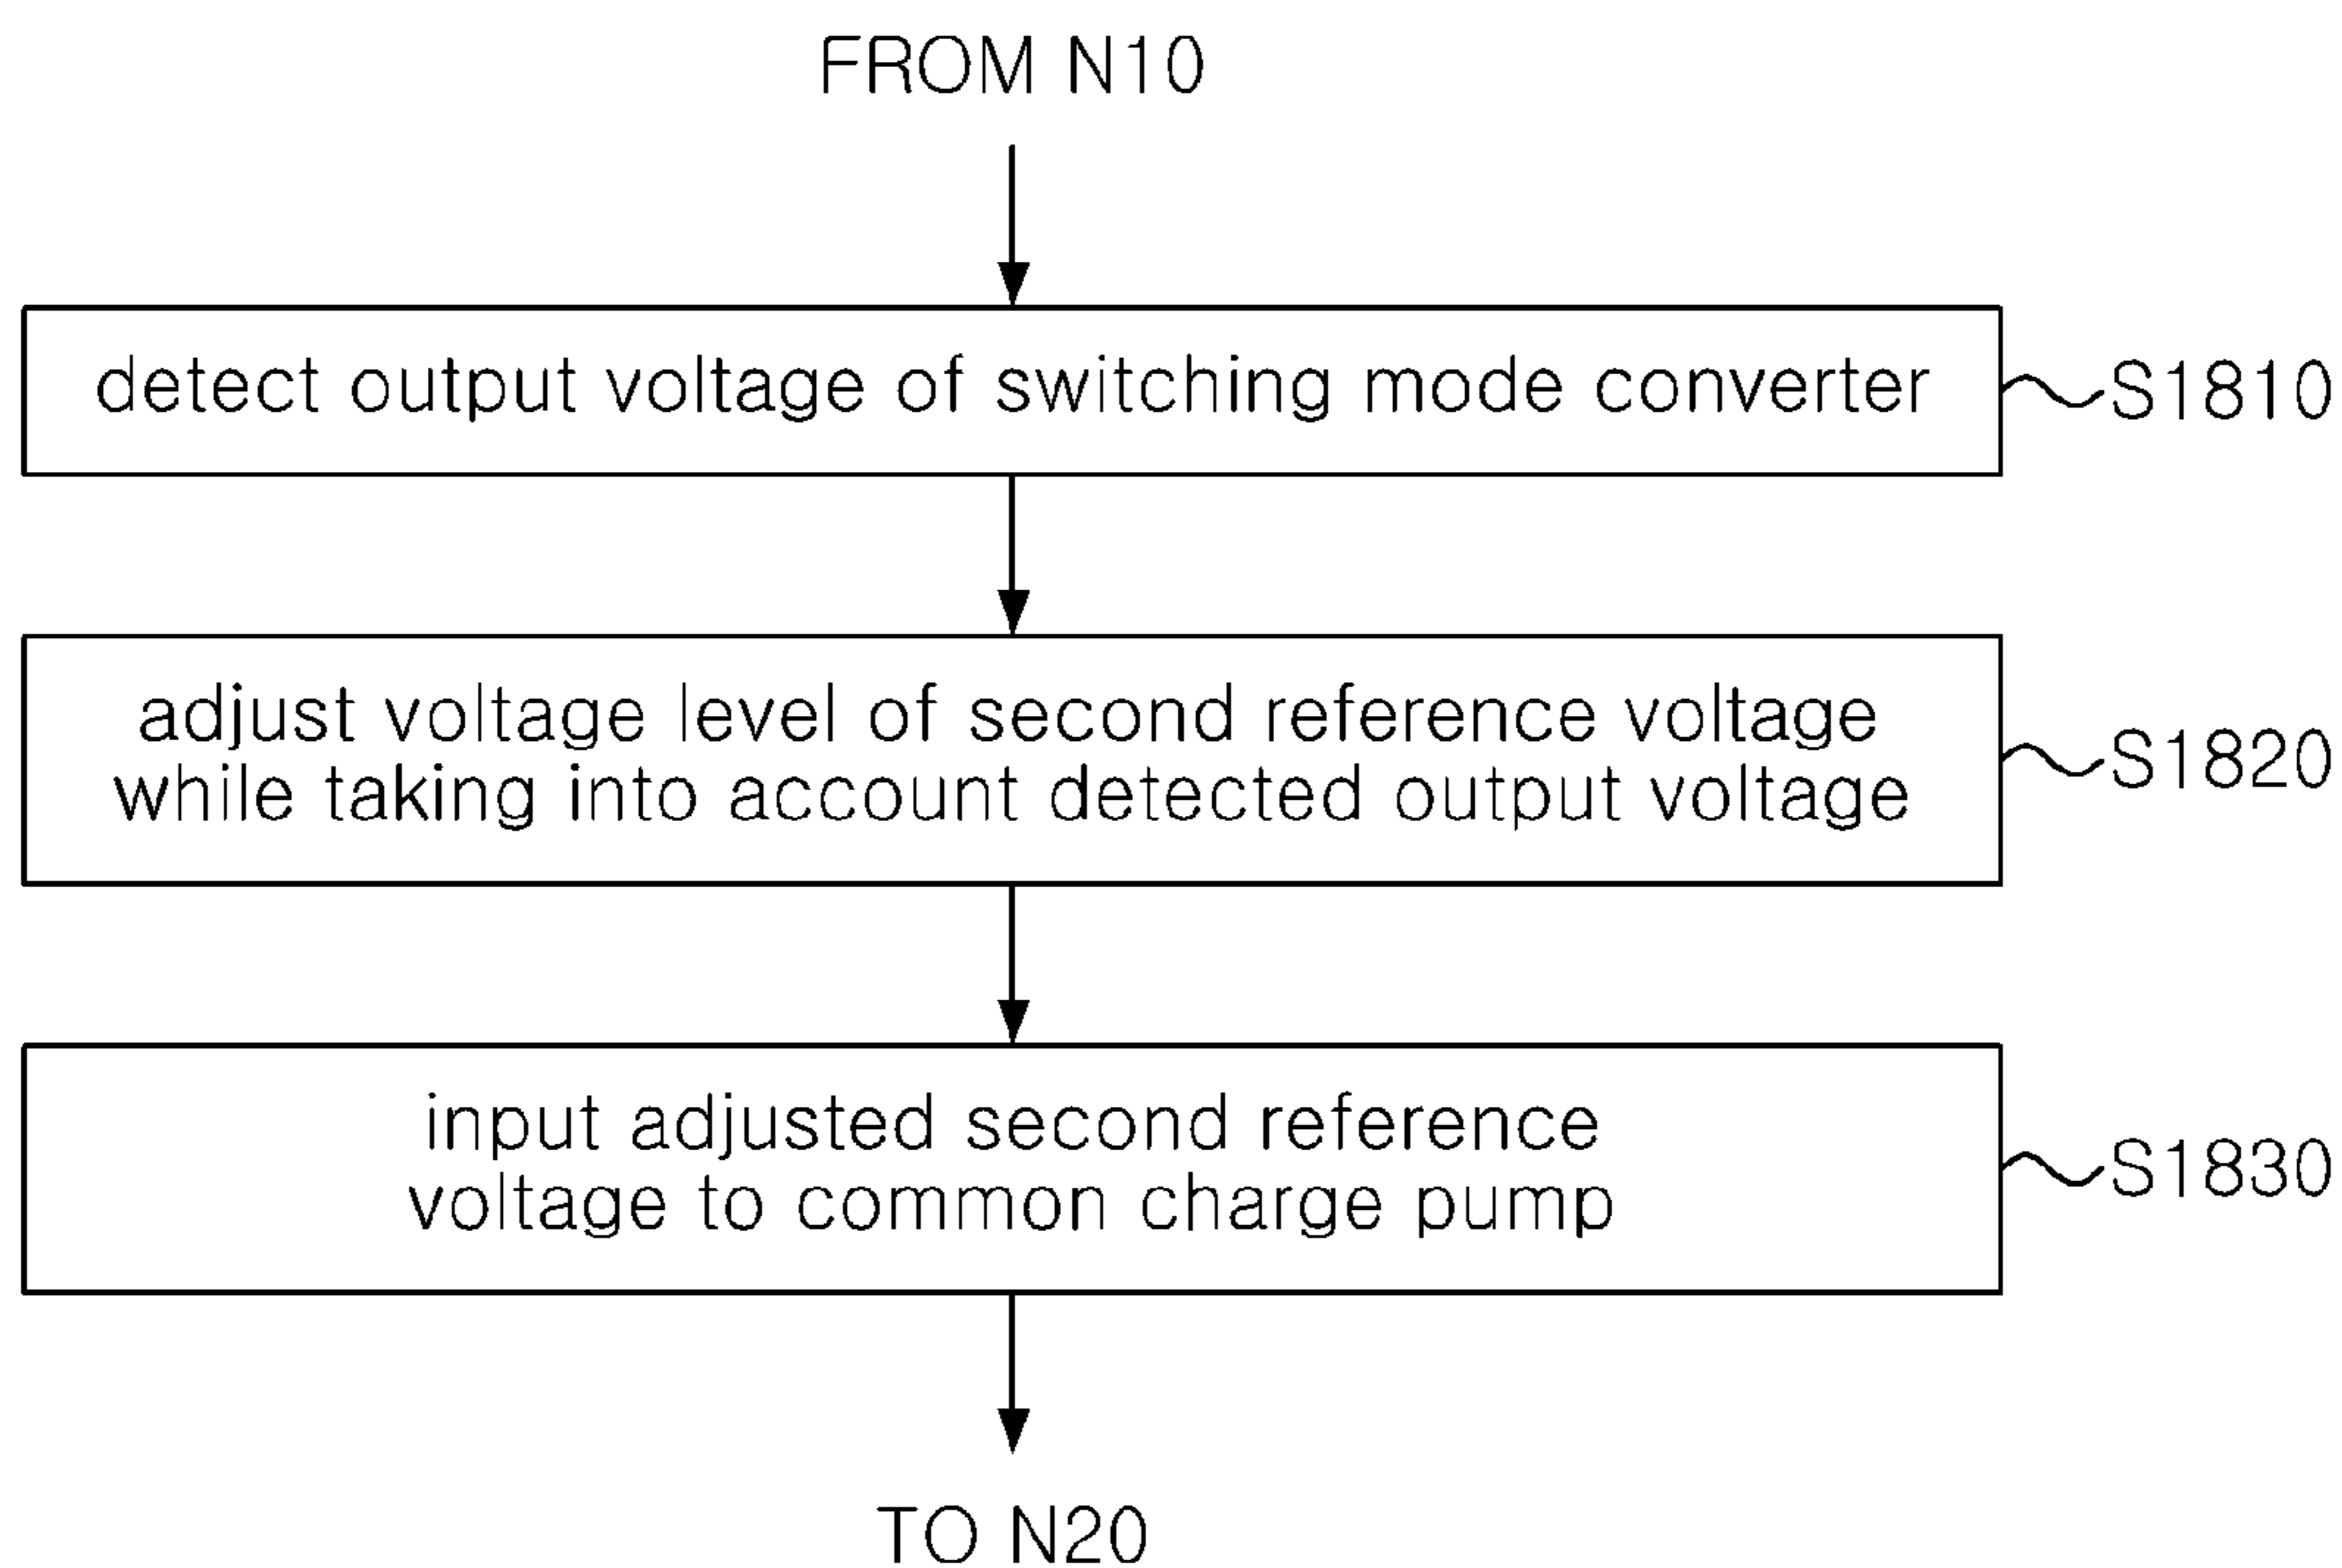 FROM N10
detect output voltage of switching mode converter
S1810
adjust voltage level of second reference voltage
while taking into account detected output voltage
S1820
input adjusted second reference
voltage to common charge pump
S1830
TO N20